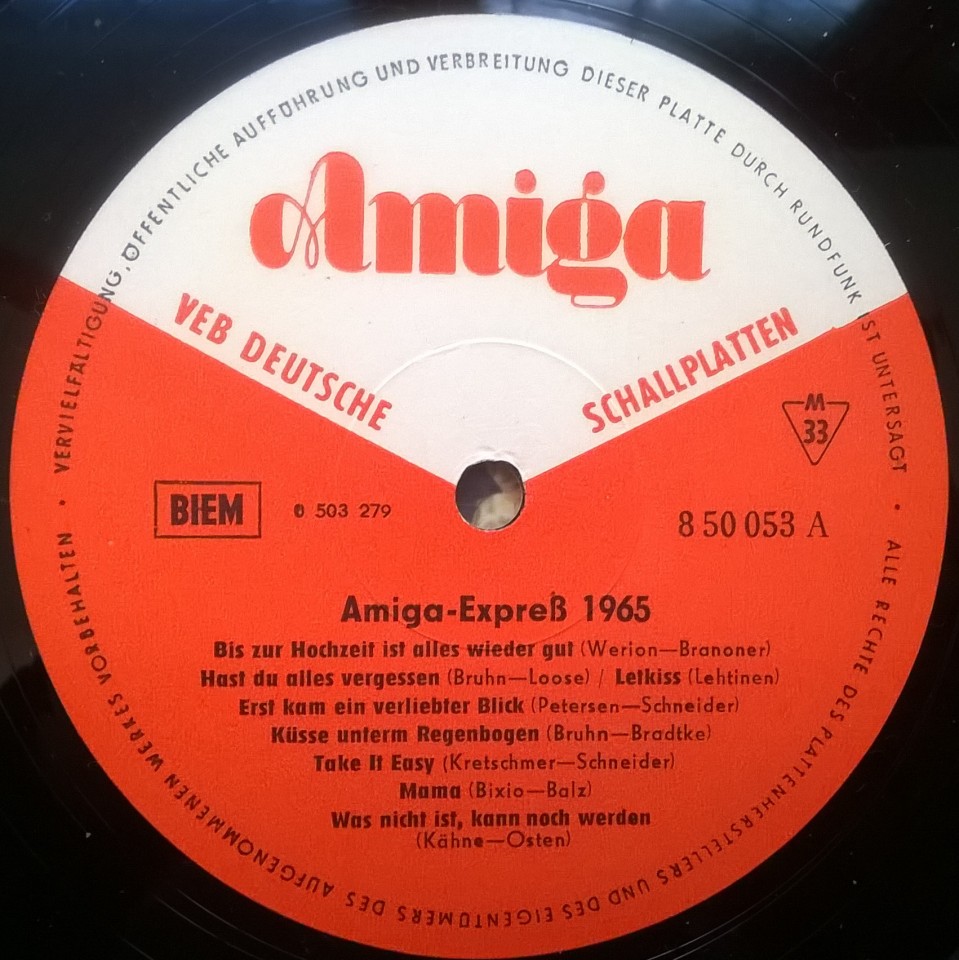 VERVIELFÄLTIGUNG, ÖFFENTLICHE AUFFÜHRUNG UND VERBREITUNG DIESER PLATTE DURCH RUNDFUNK IST UNTERSAGT • ALLE RECHTE DES PLATTENHERSTELLERS UND DES EIGENTÜMERS DES AUFGENOMMENEN WERKES VORBEHALTEN •
Amiga
VEB DEUTSCHE SCHALLPLATTEN
M
33
BIEM
0 503 279
8 50 053 A
Amiga-Expreß 1965
Bis zur Hochzeit ist alles wieder gut (Werion—Branoner)
Hast du alles vergessen (Bruhn—Loose) / Letkiss (Lehtinen)
Erst kam ein verliebter Blick (Petersen—Schneider)
Küsse unterm Regenbogen (Bruhn—Bradtke)
Take It Easy (Kretschmer—Schneider)
Mama (Bixio—Balz)
Was nicht ist, kann noch werden
(Kähne—Osten)